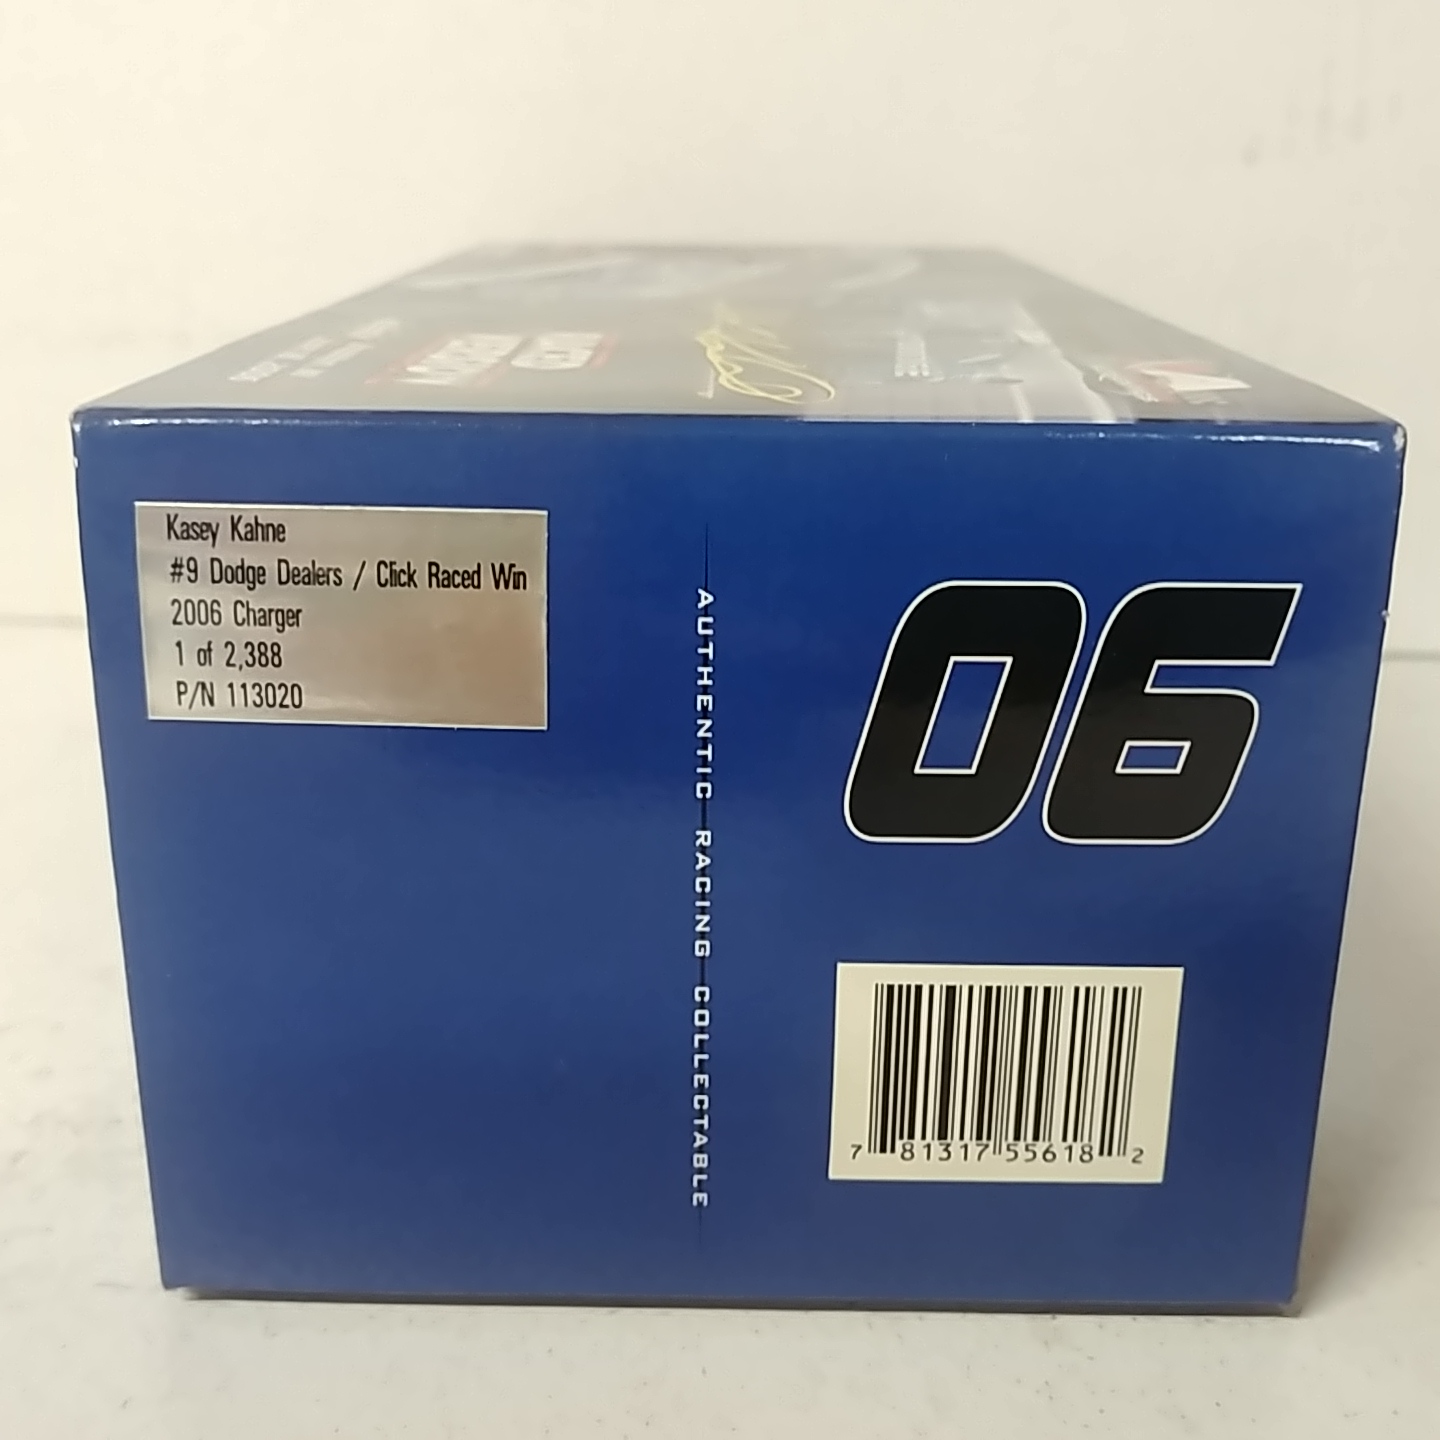 Kasey Kahne
#9 Dodge Dealers / Click Raced Win
2006 Charger
1 of 2,388
P/N 113020
AUTHENTIC RACING COLLECTABLE
06
7 81317 55618 2